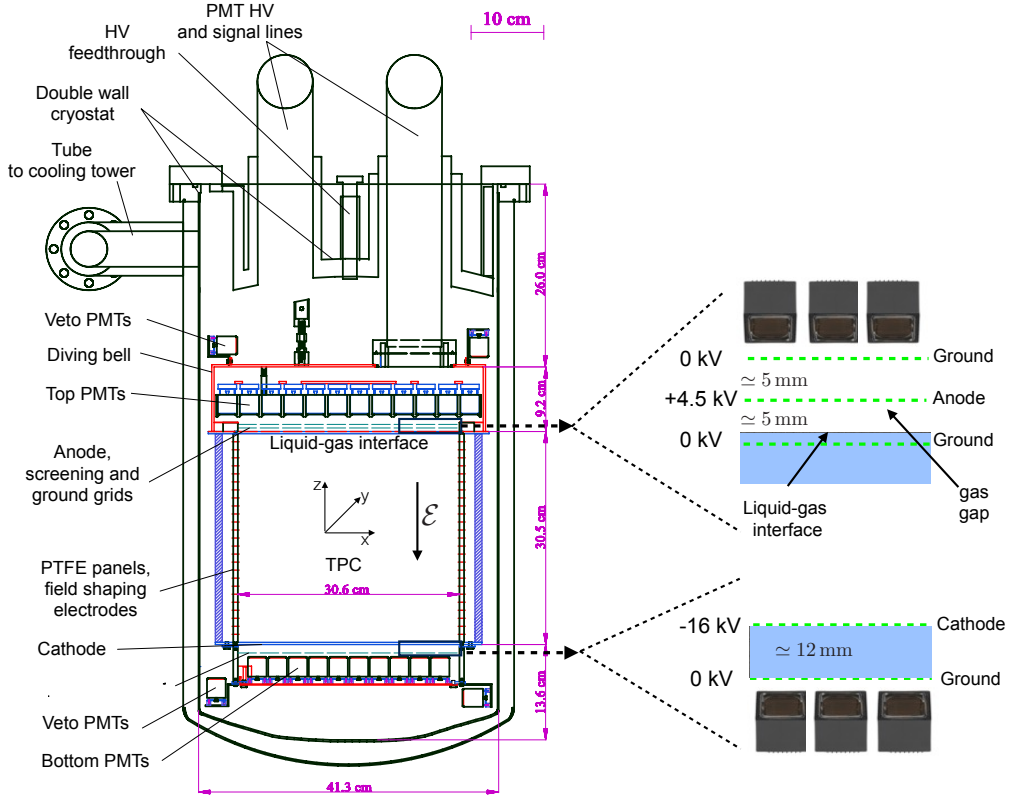 PMT HV
and signal lines
10 cm
HV
feedthrough
Double wall
cryostat
Tube
to cooling tower
26.0 cm
Veto PMTs
Diving bell
Top PMTs
9.2 cm
Liquid-gas interface
Anode,
screening and
ground grids
z
y
x
ℰ
TPC
30.5 cm
PTFE panels,
field shaping
electrodes
30.6 cm
Cathode
Veto PMTs
Bottom PMTs
13.6 cm
41.3 cm
0 kV
Ground
≃ 5 mm
+4.5 kV
Anode
≃ 5 mm
0 kV
Ground
Liquid-gas
interface
gas
gap
-16 kV
Cathode
≃ 12 mm
0 kV
Ground